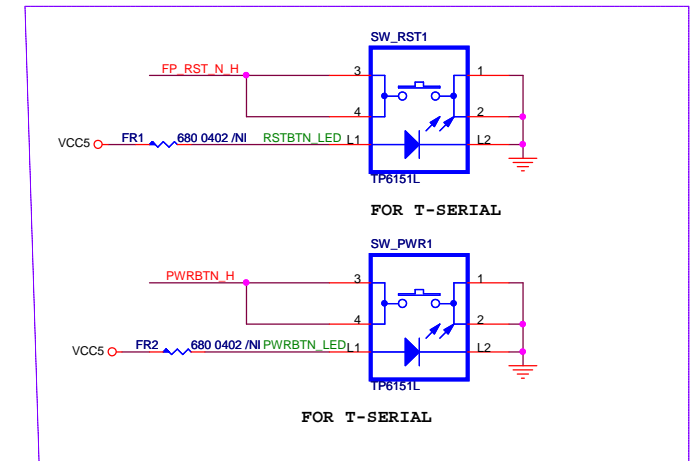 SW_RST1
FP_RST_N_H 3 1
4 2
VCC5 FR1 680 0402 /NI RSTBTN_LED L1 L2
TP6151L
FOR T-SERIAL
SW_PWR1
PWRBTN_H 3 1
4 2
VCC5 FR2 680 0402 /NI PWRBTN_LED L1 L2
TP6151L
FOR T-SERIAL